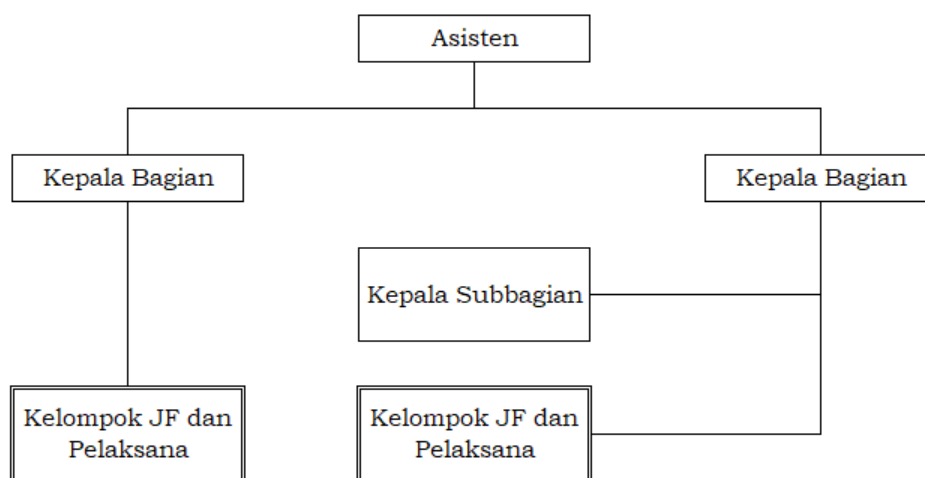 Asisten
Kepala Bagian
Kepala Bagian
Kepala Subbagian
Kelompok JF dan
Pelaksana
Kelompok JF dan
Pelaksana